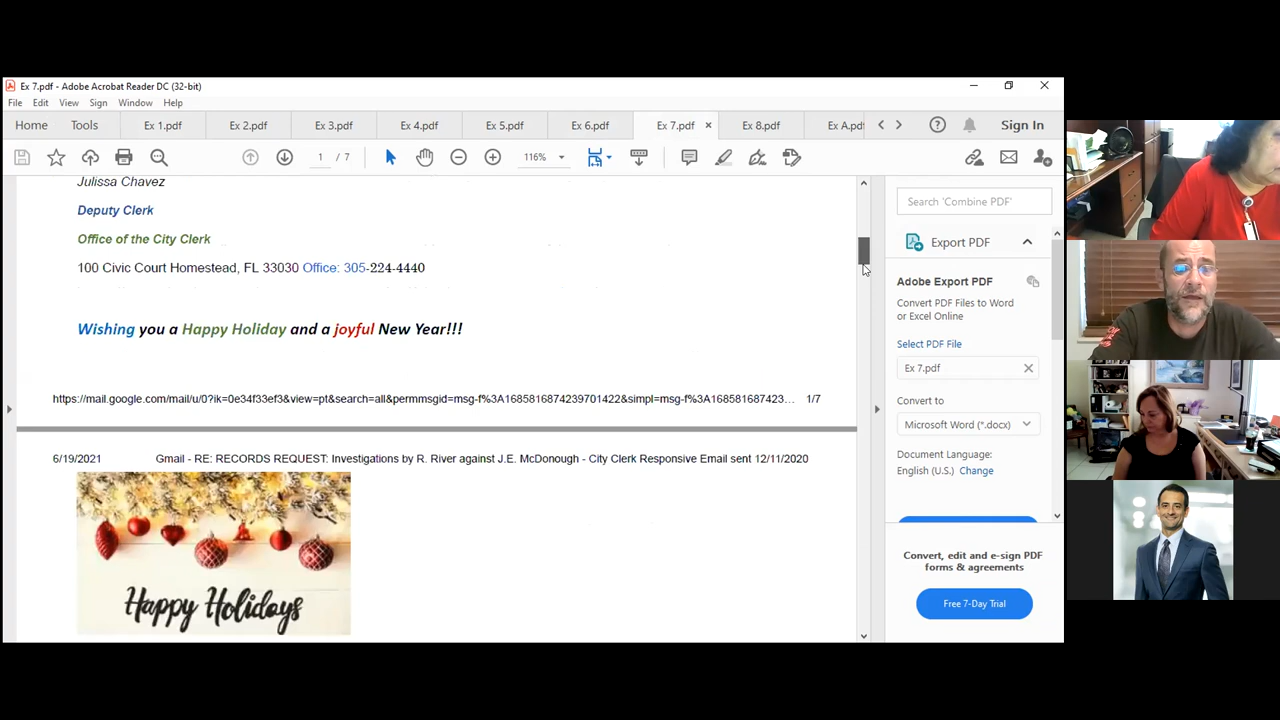 Ex 7.pdf - Adobe Acrobat Reader DC (32-bit)
File Edit View Sign Window Help
Home Tools Ex 1.pdf Ex 2.pdf Ex 3.pdf Ex 4.pdf Ex 5.pdf Ex 6.pdf Ex 7.pdf × Ex 8.pdf Ex A.pdf Sign In
1 / 7 116%
Julissa Chavez
Deputy Clerk
Office of the City Clerk
100 Civic Court Homestead, FL 33030 Office: 305-224-4440
Wishing you a Happy Holiday and a joyful New Year!!!
https://mail.google.com/mail/u/0?ik=0e34f33ef3&view=pt&search=all&permmsgid=msg-f%3A1685816874239701422&simpl=msg-f%3A168581687423... 1/7
6/19/2021 Gmail - RE: RECORDS REQUEST: Investigations by R. River against J.E. McDonough - City Clerk Responsive Email sent 12/11/2020
Happy Holidays
Search 'Combine PDF'
Export PDF
Adobe Export PDF
Convert PDF Files to Word
or Excel Online
Select PDF File
Ex 7.pdf
Convert to
Microsoft Word (*.docx)
Document Language:
English (U.S.) Change
Convert, edit and e-sign PDF
forms & agreements
Free 7-Day Trial